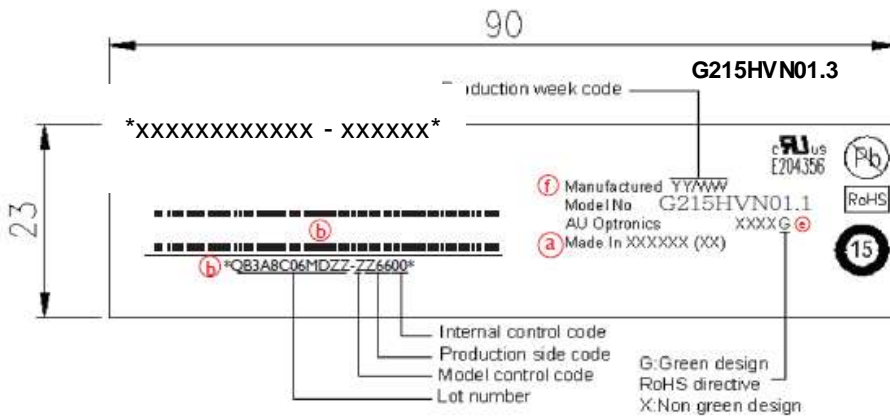 90
G215HVN01.3
duction week code
*xxxxxxxxxxxx - xxxxxx*
23
c RU us
E204356
Pb
f Manufactured YY/WW
Model No G215HVN01.1
RoHS
AU Optronics XXXXG e
a Made In XXXXXX (XX)
15
b
b *QB3A8C06MDZZ-ZZ6600*
Internal control code
Production side code
Model control code
Lot number
G:Green design
RoHS directive
X:Non green design